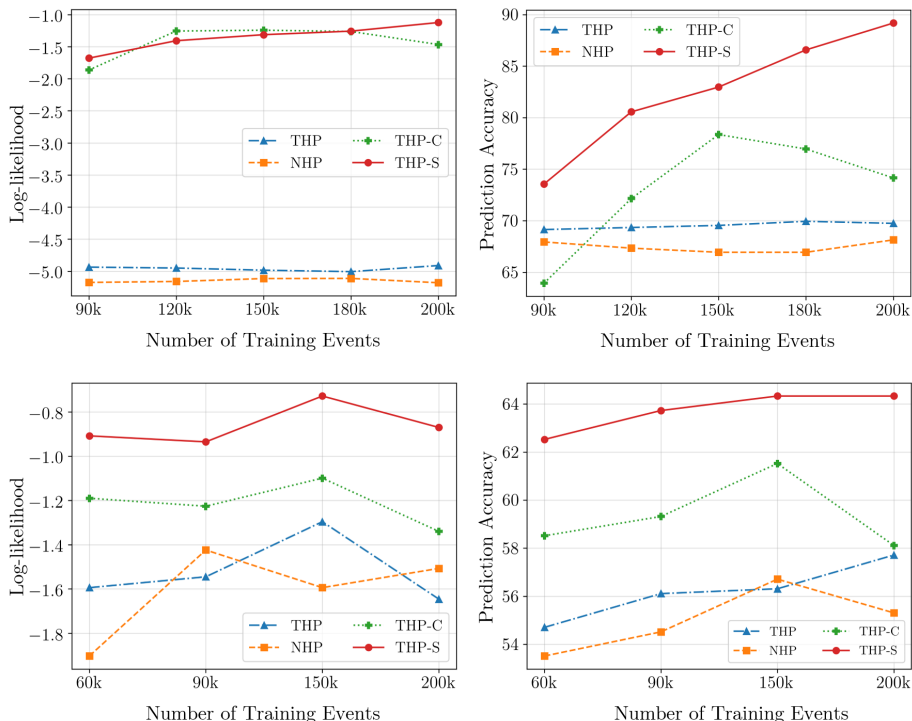 Log-likelihood
−1.0
−1.5
−2.0
−2.5
−3.0
−3.5
−4.0
−4.5
−5.0
THP THP-C
NHP THP-S
90k 120k 150k 180k 200k
Number of Training Events
Prediction Accuracy
90
85
80
75
70
65
THP THP-C
NHP THP-S
90k 120k 150k 180k 200k
Number of Training Events
Log-likelihood
−0.8
−1.0
−1.2
−1.4
−1.6
−1.8
THP THP-C
NHP THP-S
60k 90k 150k 200k
Number of Training Events
Prediction Accuracy
64
62
60
58
56
54
THP THP-C
NHP THP-S
60k 90k 150k 200k
Number of Training Events